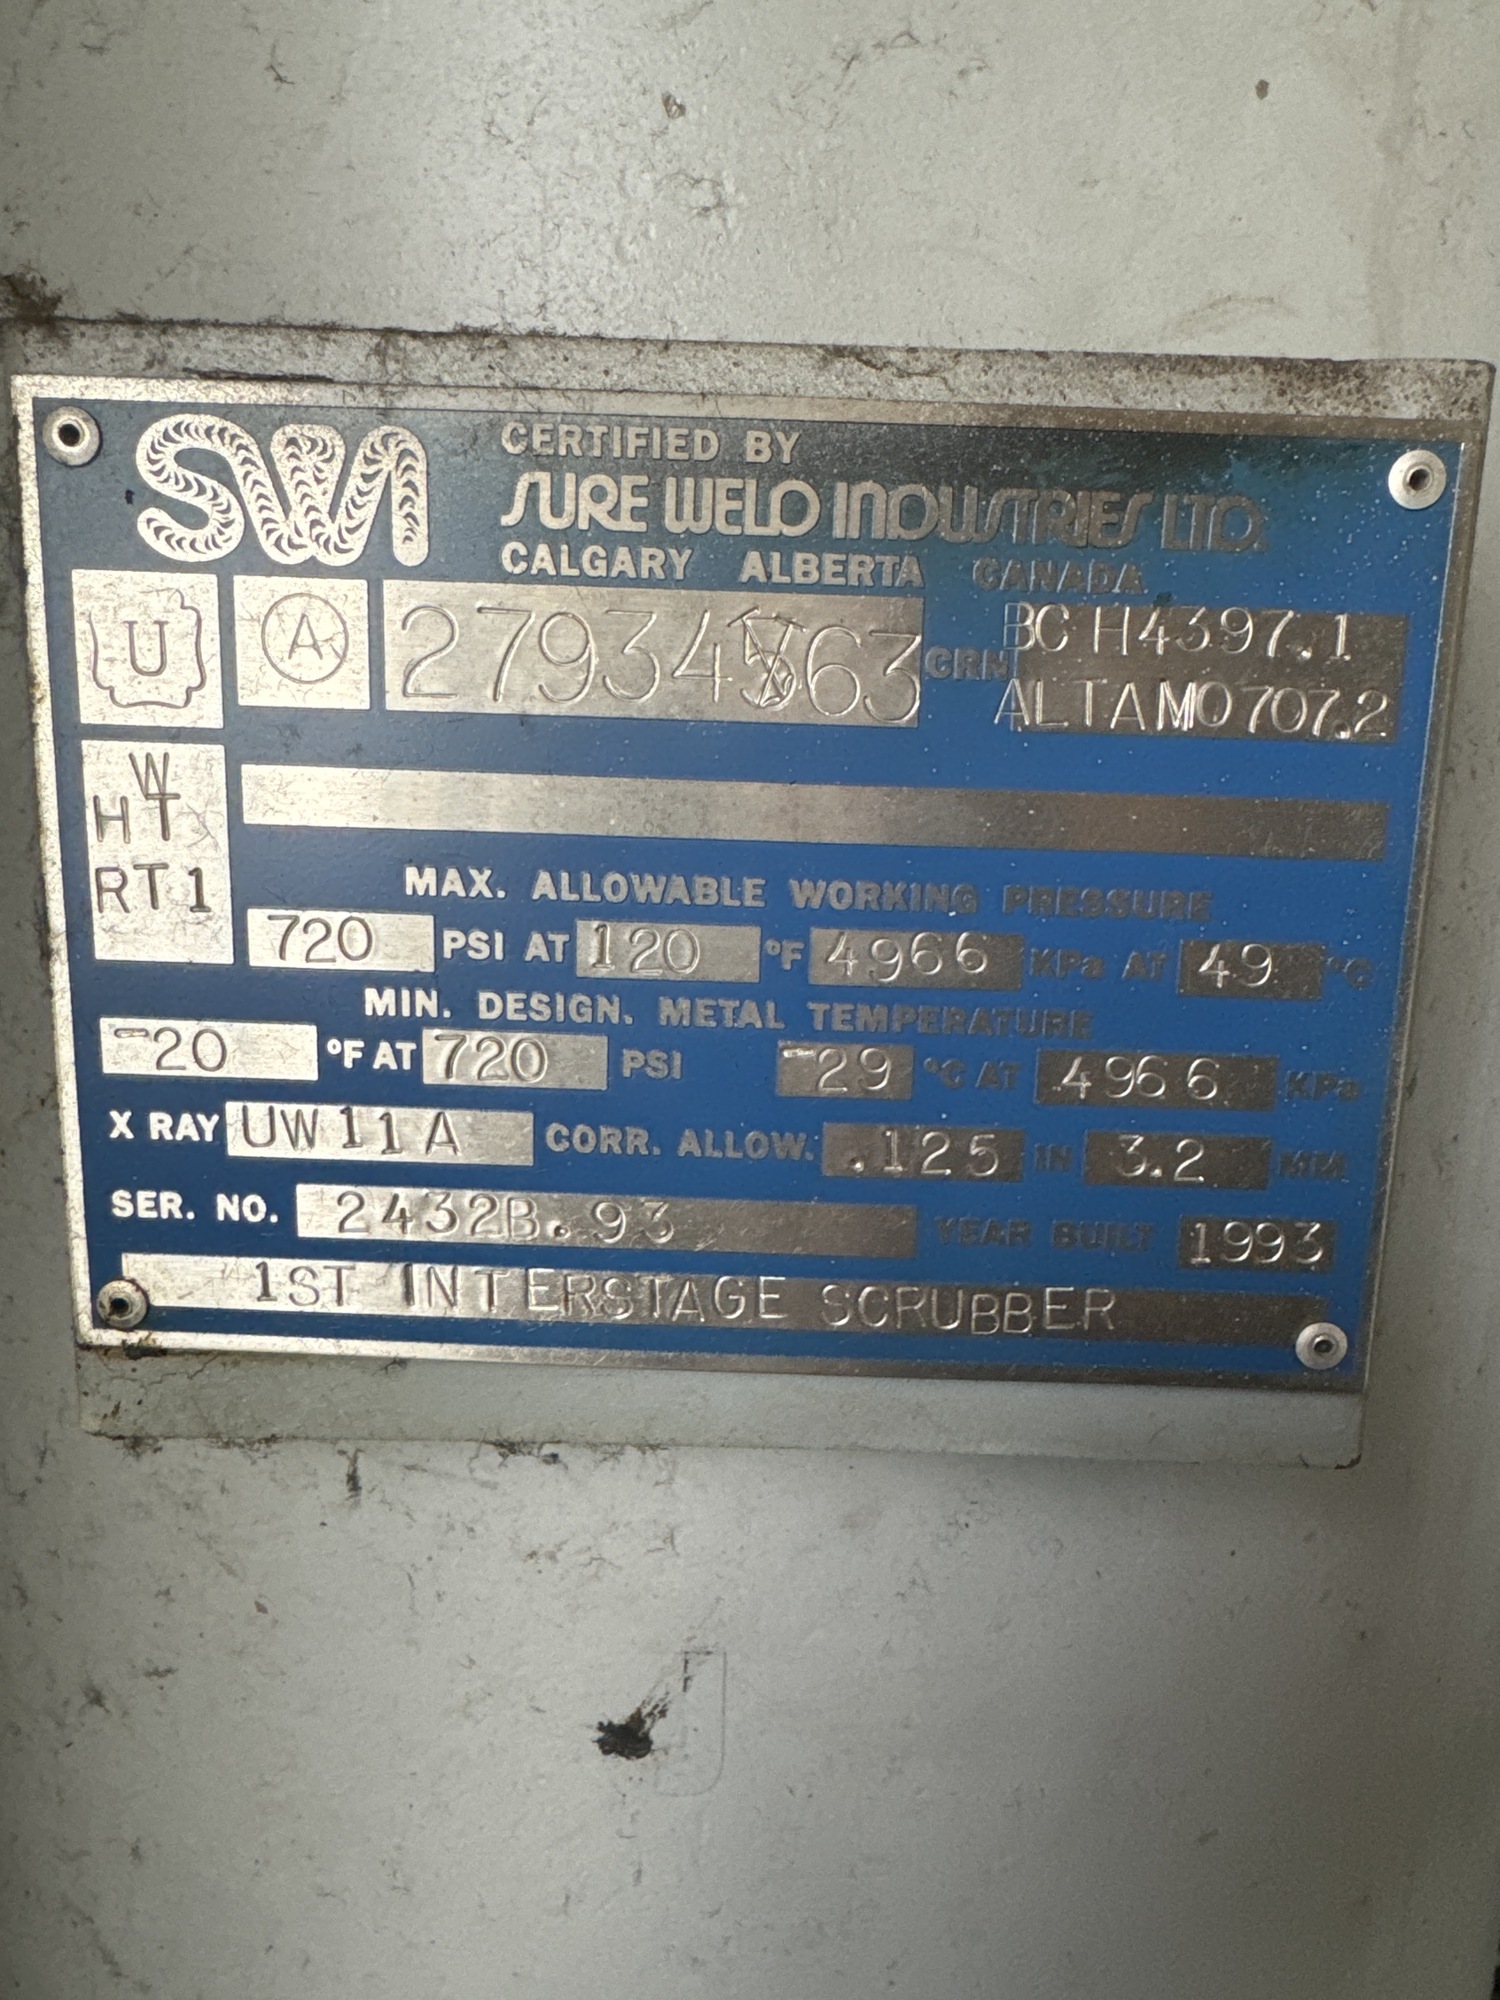 SWI
CERTIFIED BY
SURE WELD INDUSTRIES LTD.
CALGARY ALBERTA CANADA
U
A
CRN
BC H4397.1
ALTA M0707.2
W
HT
RT1
MAX. ALLOWABLE WORKING PRESSURE
720 PSI AT 120 °F 4966 KPa AT 49 °C
MIN. DESIGN. METAL TEMPERATURE
-20 °F AT 720 PSI -29 °C AT 4966 KPa
X RAY UW11A CORR. ALLOW. .125 IN 3.2 MM
SER. NO. 2432B.93 YEAR BUILT 1993
1ST INTERSTAGE SCRUBBER